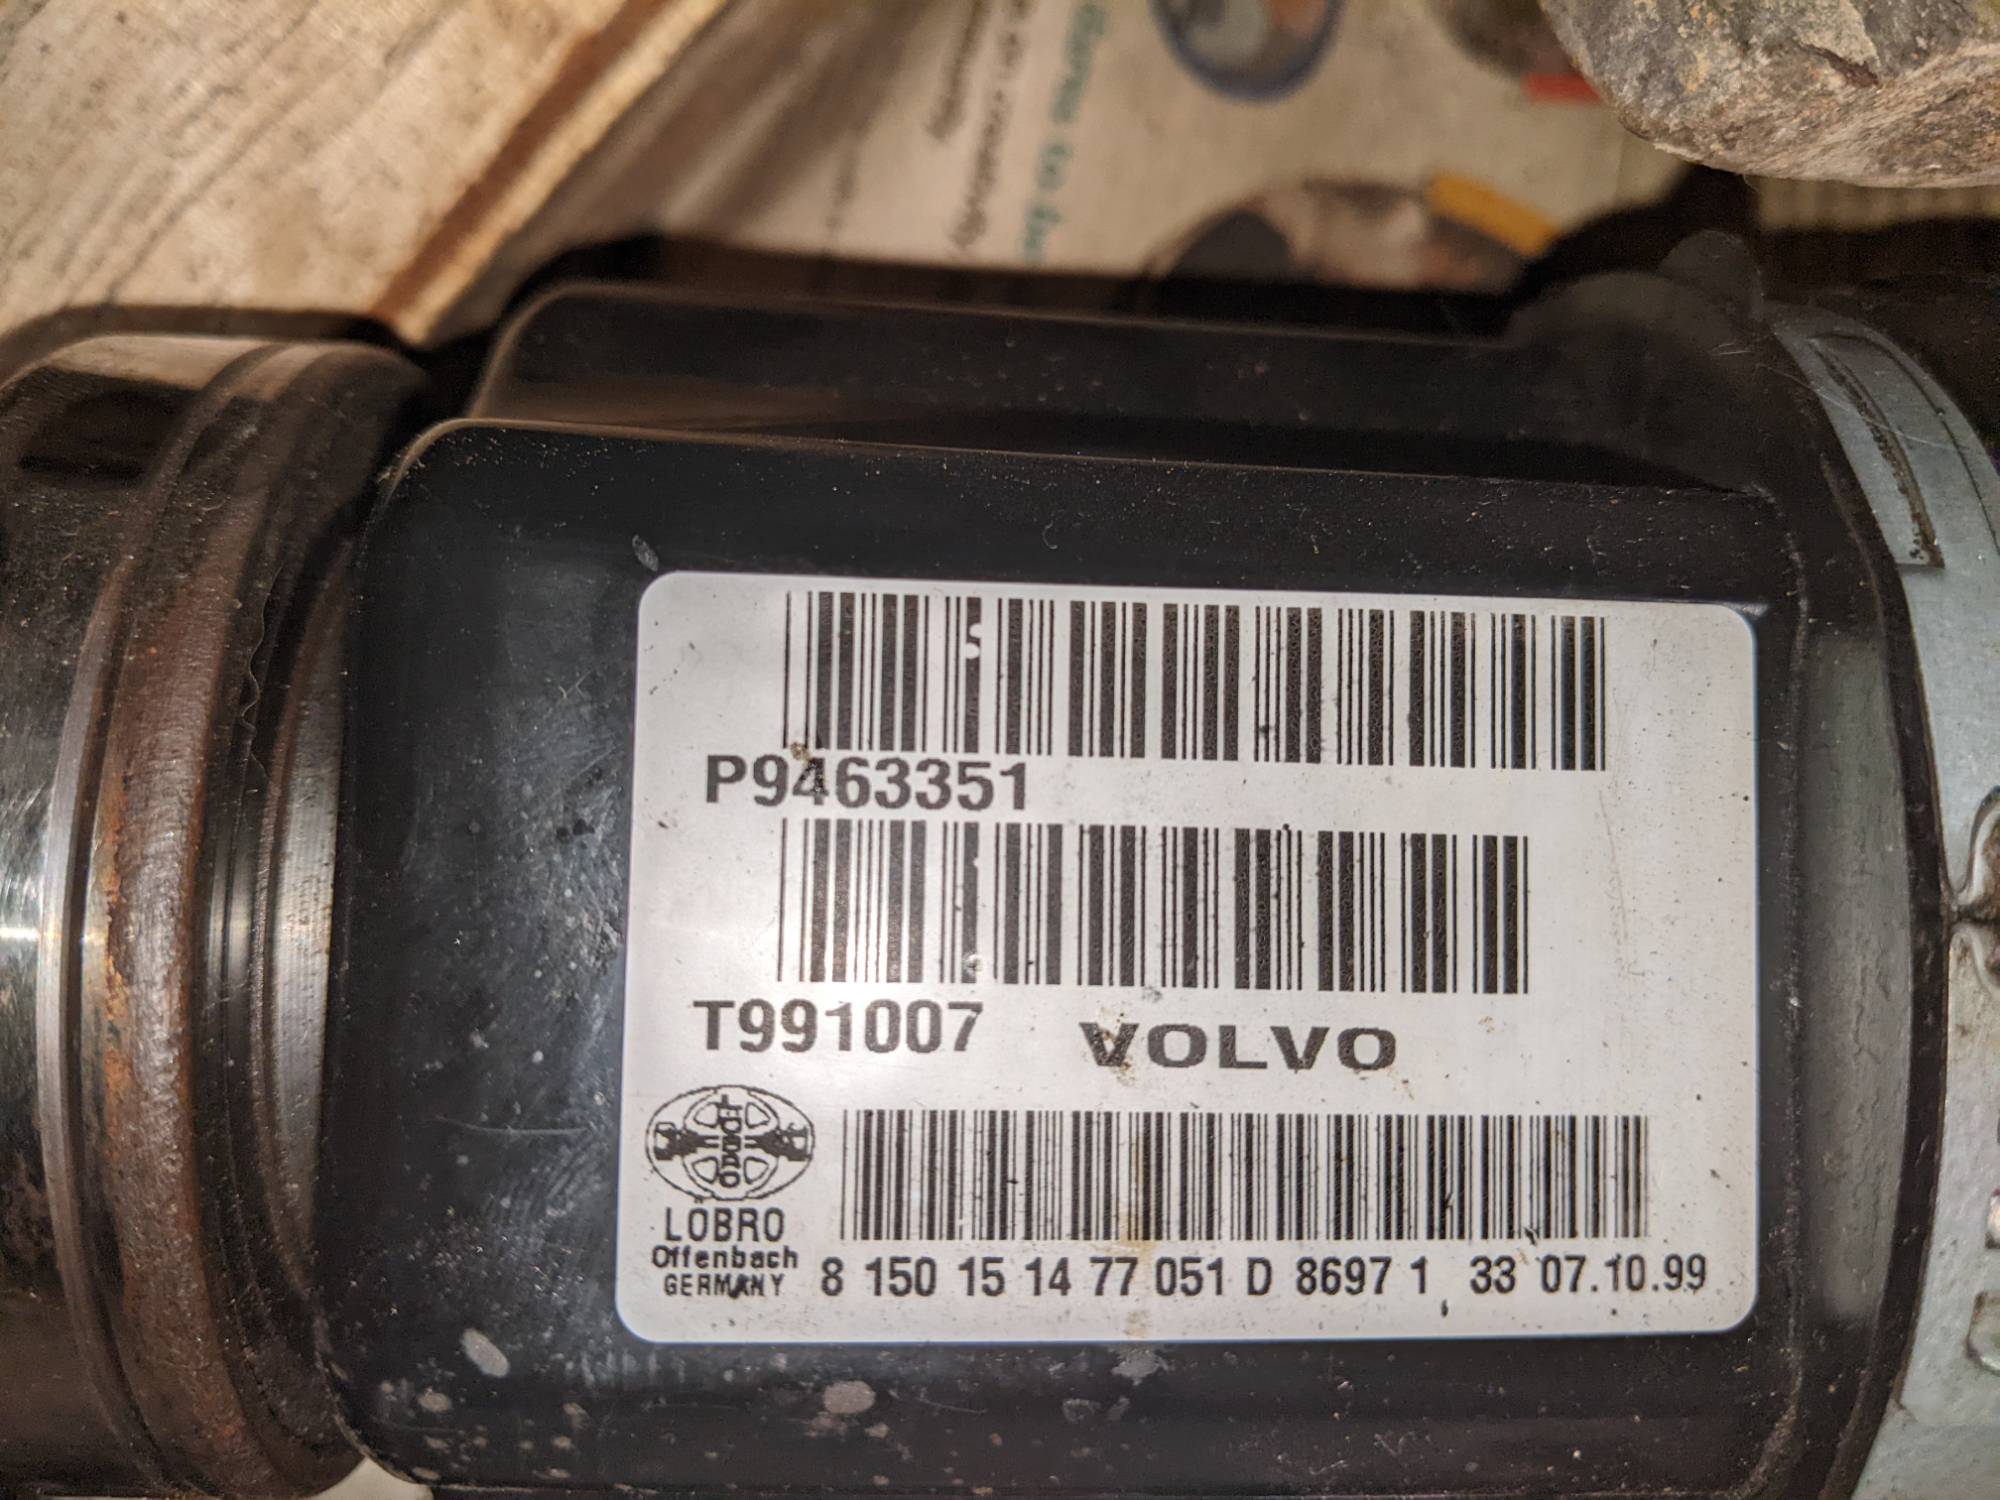 P9463351
T991007 VOLVO
LÖBRO
Offenbach
GERMANY
8 150 15 14 77 051 D 8697 1 33 07.10.99